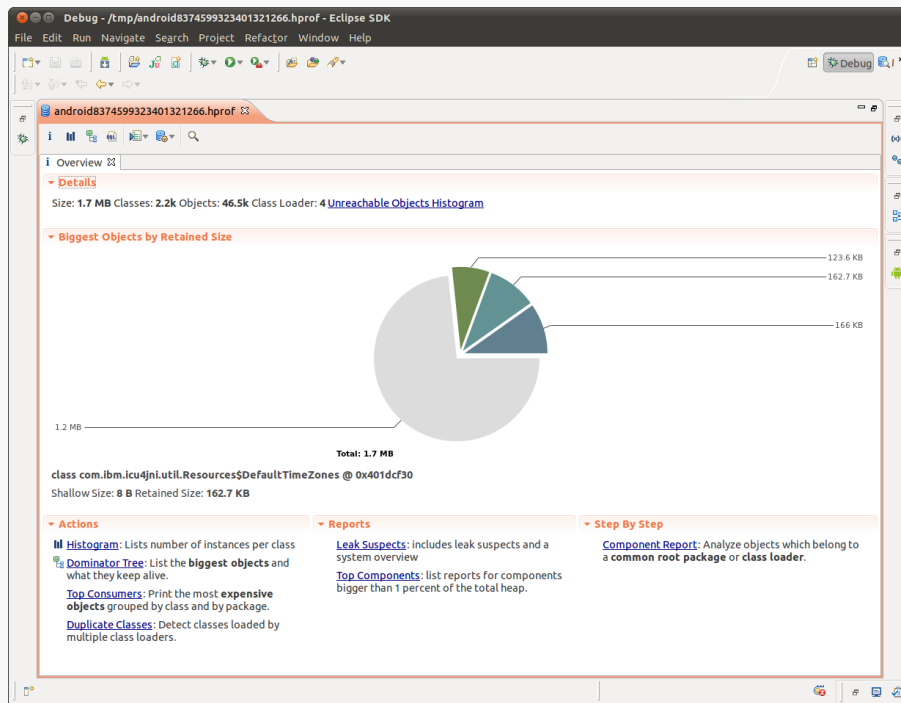 Debug - /tmp/android8374599323401321266.hprof - Eclipse SDK
File Edit Run Navigate Search Project Refactor Window Help
Debug
android8374599323401321266.hprof
i Overview
Details
Size: 1.7 MB Classes: 2.2k Objects: 46.5k Class Loader: 4 Unreachable Objects Histogram
Biggest Objects by Retained Size
123.6 KB
162.7 KB
166 KB
1.2 MB
Total: 1.7 MB
class com.ibm.icu4jni.util.Resources$DefaultTimeZones @ 0x401dcf30
Shallow Size: 8 B Retained Size: 162.7 KB
Actions
Histogram: Lists number of instances per class
Dominator Tree: List the biggest objects and
what they keep alive.
Top Consumers: Print the most expensive
objects grouped by class and by package.
Duplicate Classes: Detect classes loaded by
multiple class loaders.
Reports
Leak Suspects: includes leak suspects and a
system overview
Top Components: list reports for components
bigger than 1 percent of the total heap.
Step By Step
Component Report: Analyze objects which belong to
a common root package or class loader.